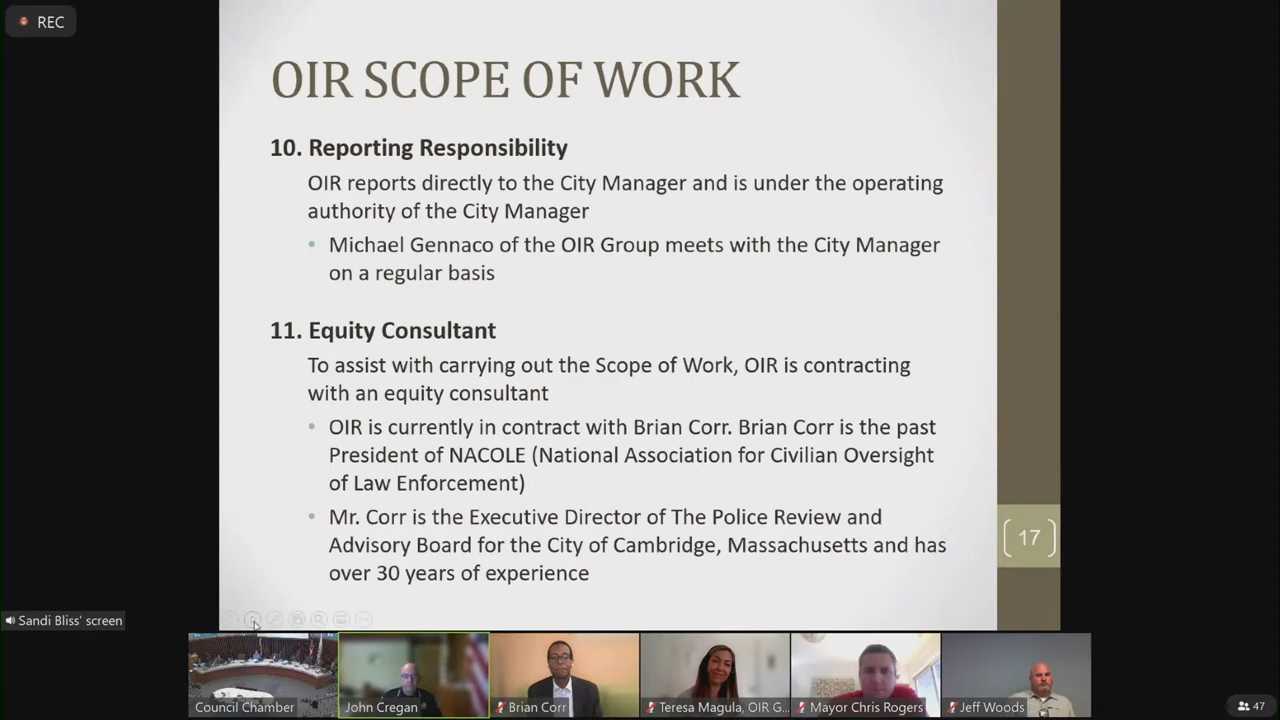 REC
OIR SCOPE OF WORK
10. Reporting Responsibility
OIR reports directly to the City Manager and is under the operating
authority of the City Manager
• Michael Gennaco of the OIR Group meets with the City Manager
on a regular basis
11. Equity Consultant
To assist with carrying out the Scope of Work, OIR is contracting
with an equity consultant
• OIR is currently in contract with Brian Corr. Brian Corr is the past
President of NACOLE (National Association for Civilian Oversight
of Law Enforcement)
• Mr. Corr is the Executive Director of The Police Review and
Advisory Board for the City of Cambridge, Massachusetts and has
over 30 years of experience
17
Sandi Bliss' screen
Council Chamber
John Cregan
Brian Corr
Teresa Magula, OIR G...
Mayor Chris Rogers
Jeff Woods
47